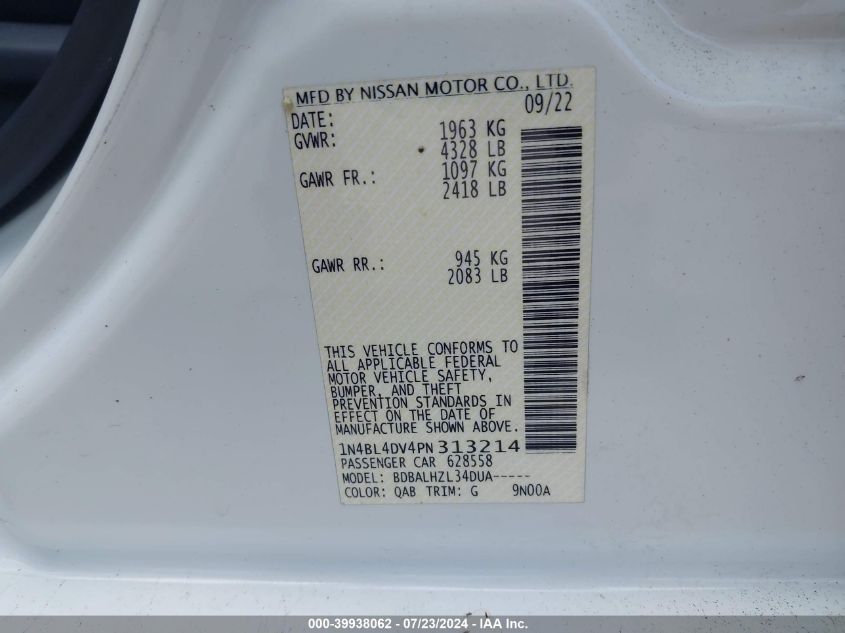 MFD BY NISSAN MOTOR CO., LTD.
DATE: 09/22
GVWR: 1963 KG
4328 LB
GAWR FR.: 1097 KG
2418 LB
GAWR RR.: 945 KG
2083 LB
THIS VEHICLE CONFORMS TO
ALL APPLICABLE FEDERAL
MOTOR VEHICLE SAFETY,
BUMPER, AND THEFT
PREVENTION STANDARDS IN
EFFECT ON THE DATE OF
MANUFACTURE SHOWN ABOVE.
1N4BL4DV4PN313214
PASSENGER CAR 628558
MODEL: BDBALHZL34DUA-----
COLOR: QAB TRIM: G 9N00A
000-39938062 - 07/23/2024 - IAA Inc.